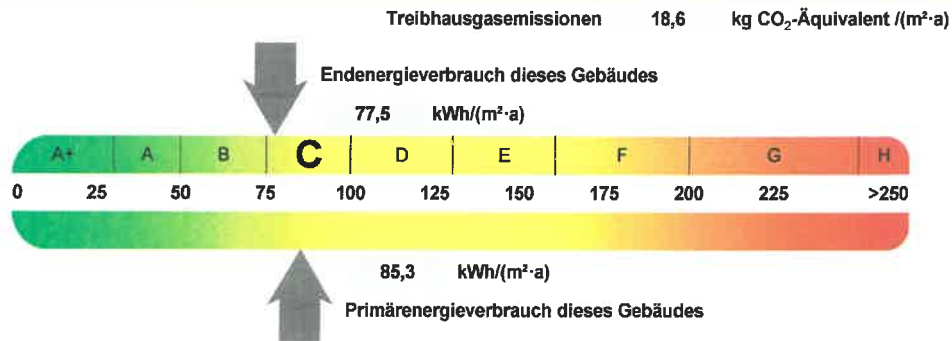 Treibhausgasemissionen 18,6 kg CO₂-Äquivalent /(m²·a)
Endenergieverbrauch dieses Gebäudes
77,5 kWh/(m²·a)
A+ A B C D E F G H
0 25 50 75 100 125 150 175 200 225 >250
85,3 kWh/(m²·a)
Primärenergieverbrauch dieses Gebäudes